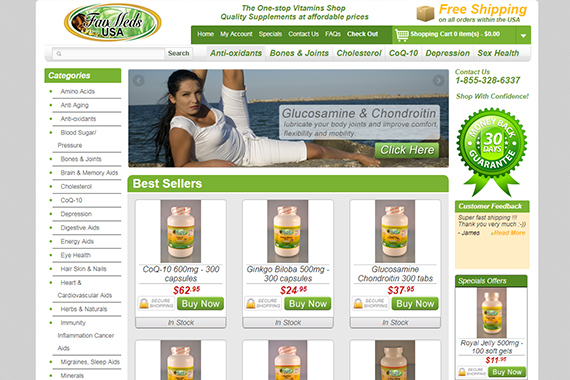 FavMeds
USA
The One-stop Vitamins Shop
Quality Supplements at affordable prices
Free Shipping
on all orders within the USA
Home My Account Specials Contact Us FAQs Check Out
Shopping Cart 0 item(s) - $0.00
Search
Anti-oxidants Bones & Joints Cholesterol CoQ-10 Depression Sex Health
Categories
Amino Acids
Anti Aging
Anti-oxidants
Blood Sugar/
Pressure
Bones & Joints
Brain & Memory Aids
Cholesterol
CoQ-10
Depression
Digestive Aids
Energy Aids
Eye Health
Hair Skin & Nails
Heart &
Cardiovascular Aids
Herbs & Naturals
Immunity
Inflammation Cancer
Aids
Migraines, Sleep Aids
Minerals
Glucosamine & Chondroitin
lubricate your body joints and improve comfort,
flexibility and mobility.
Click Here
Best Sellers
CoQ-10 600mg - 300
capsules
$62.95
SECURE
SHOPPING
Buy Now
In Stock
Ginkgo Biloba 500mg -
300 capsules
$24.95
SECURE
SHOPPING
Buy Now
In Stock
Glucosamine
Chondroitin 300 tabs
$37.95
SECURE
SHOPPING
Buy Now
In Stock
Contact Us
1-855-328-6337
Shop With Confidence!
MONEY BACK
30
DAYS
GUARANTEE
Customer Feedback
Super fast shipping !!!
Thank you very much :-))
- James »Read More
Specials Offers
Royal Jelly 500mg -
100 soft gels
$11.95
SECURE
SHOPPING
Buy Now